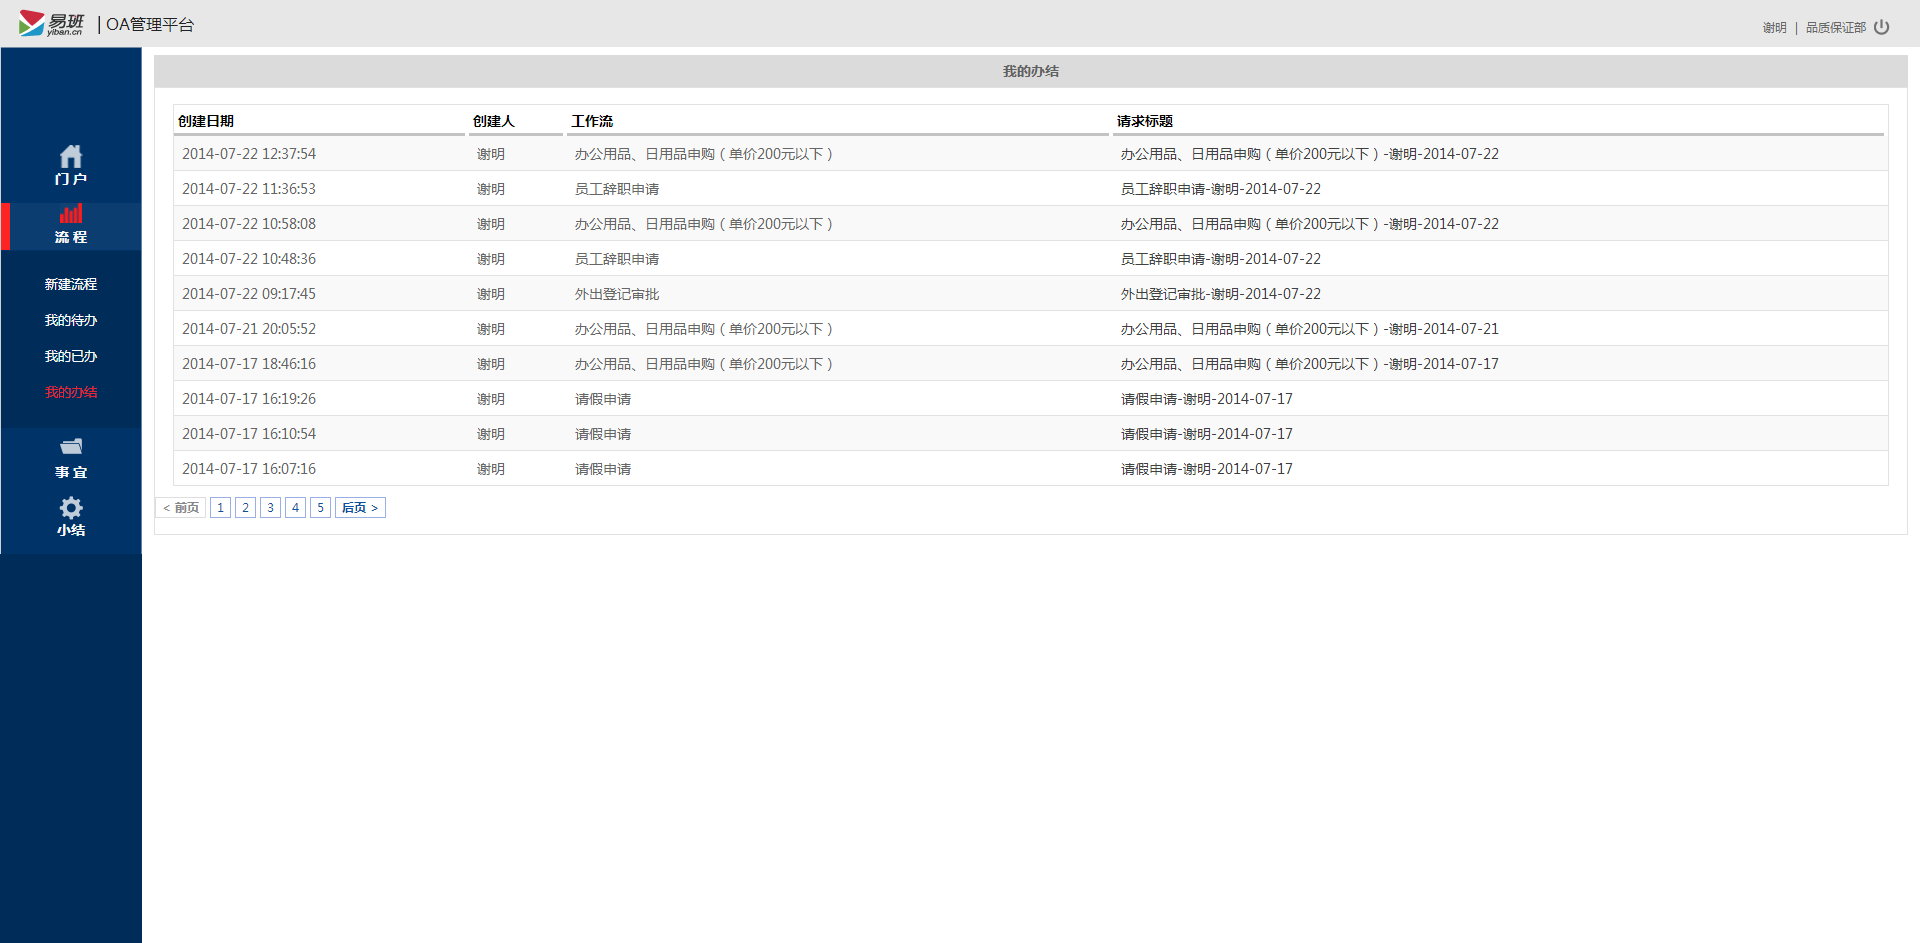 易班
yiban.cn
| OA管理平台
谢明 | 品质保证部
门 户
流 程
新建流程
我的待办
我的已办
我的办结
事 宜
小结
我的办结
创建日期 创建人 工作流 请求标题
2014-07-22 12:37:54 谢明 办公用品、日用品申购（单价200元以下） 办公用品、日用品申购（单价200元以下）-谢明-2014-07-22
2014-07-22 11:36:53 谢明 员工辞职申请 员工辞职申请-谢明-2014-07-22
2014-07-22 10:58:08 谢明 办公用品、日用品申购（单价200元以下） 办公用品、日用品申购（单价200元以下）-谢明-2014-07-22
2014-07-22 10:48:36 谢明 员工辞职申请 员工辞职申请-谢明-2014-07-22
2014-07-22 09:17:45 谢明 外出登记审批 外出登记审批-谢明-2014-07-22
2014-07-21 20:05:52 谢明 办公用品、日用品申购（单价200元以下） 办公用品、日用品申购（单价200元以下）-谢明-2014-07-21
2014-07-17 18:46:16 谢明 办公用品、日用品申购（单价200元以下） 办公用品、日用品申购（单价200元以下）-谢明-2014-07-17
2014-07-17 16:19:26 谢明 请假申请 请假申请-谢明-2014-07-17
2014-07-17 16:10:54 谢明 请假申请 请假申请-谢明-2014-07-17
2014-07-17 16:07:16 谢明 请假申请 请假申请-谢明-2014-07-17
< 前页 1 2 3 4 5 后页 >